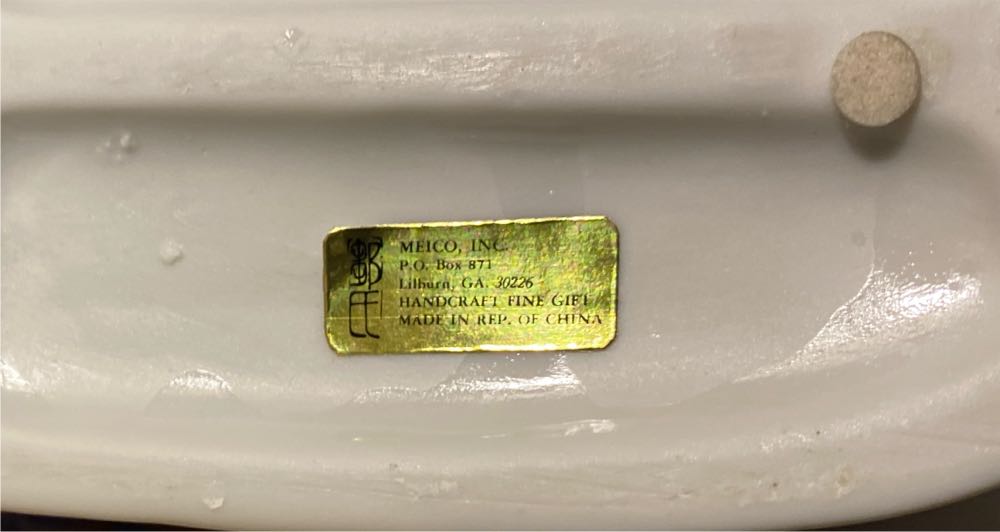 MEICO, INC.
P.O. Box 871
Lilburn, GA. 30226
HANDCRAFT FINE GIFT
MADE IN REP. OF CHINA